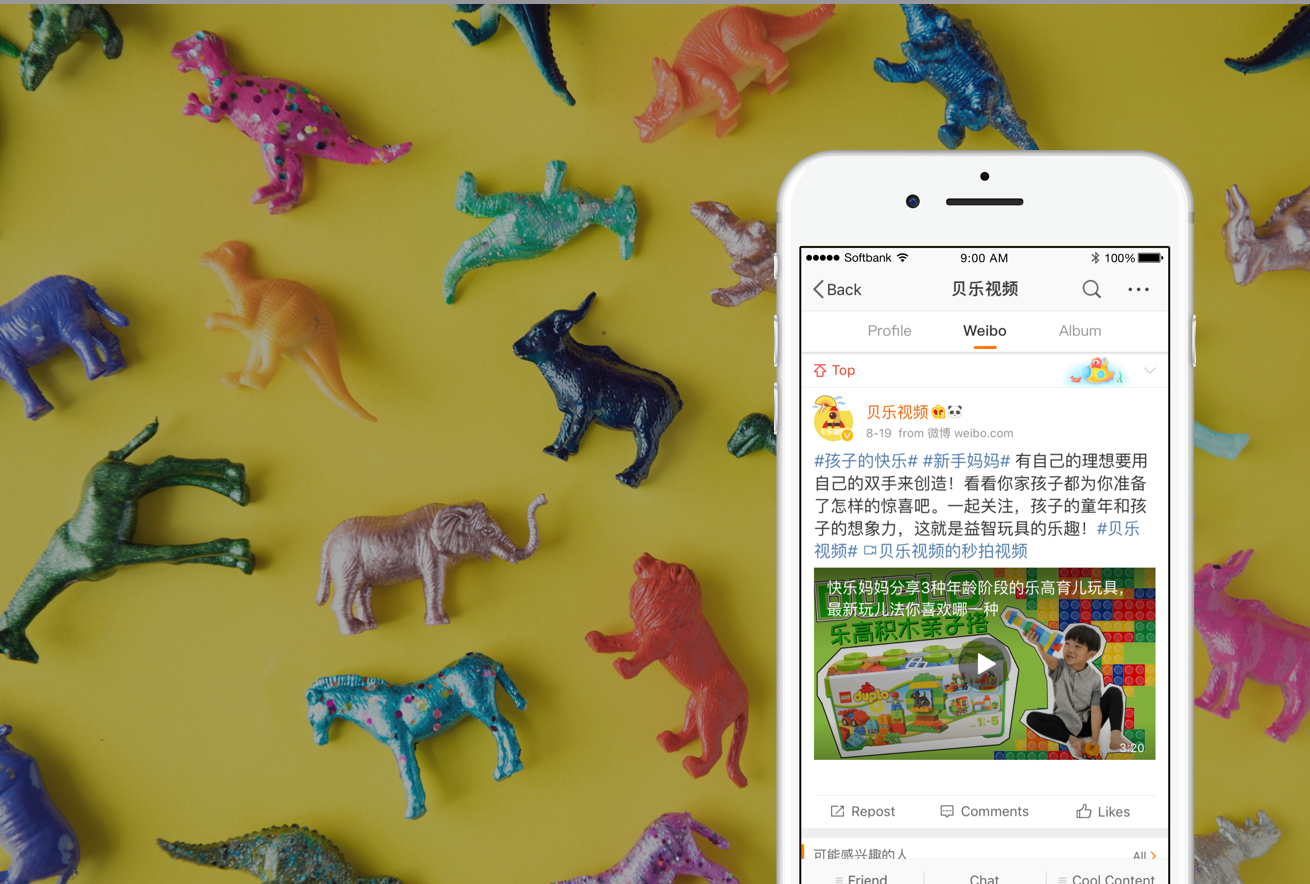 Softbank 9:00 AM 100%
Back 贝乐视频
Profile Weibo Album
Top
贝乐视频
8-19 from 微博 weibo.com
#孩子的快乐# #新手妈妈# 有自己的理想要用
自己的双手来创造！看看你家孩子都为你准备
了怎样的惊喜吧。一起关注，孩子的童年和孩
子的想象力，这就是益智玩具的乐趣！#贝乐
视频# 贝乐视频的秒拍视频
快乐妈妈分享3种年龄阶段的乐高育儿玩具，
最新玩儿法你喜欢哪一种
乐高积木亲子搭
LEGO duplo
3:20
Repost Comments Likes
可能感兴趣的人 All
Friend Chat Cool Content